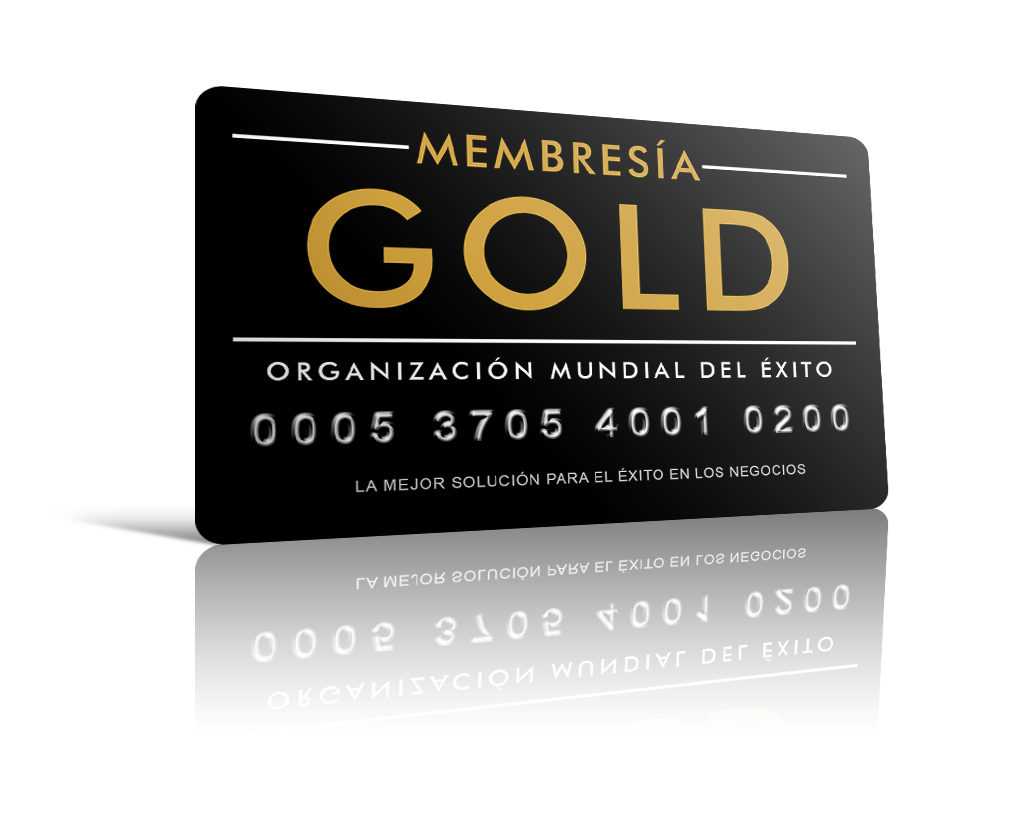 MEMBRESÍA
GOLD
ORGANIZACIÓN MUNDIAL DEL ÉXITO
0005 3705 4001 0200
LA MEJOR SOLUCIÓN PARA EL ÉXITO EN LOS NEGOCIOS